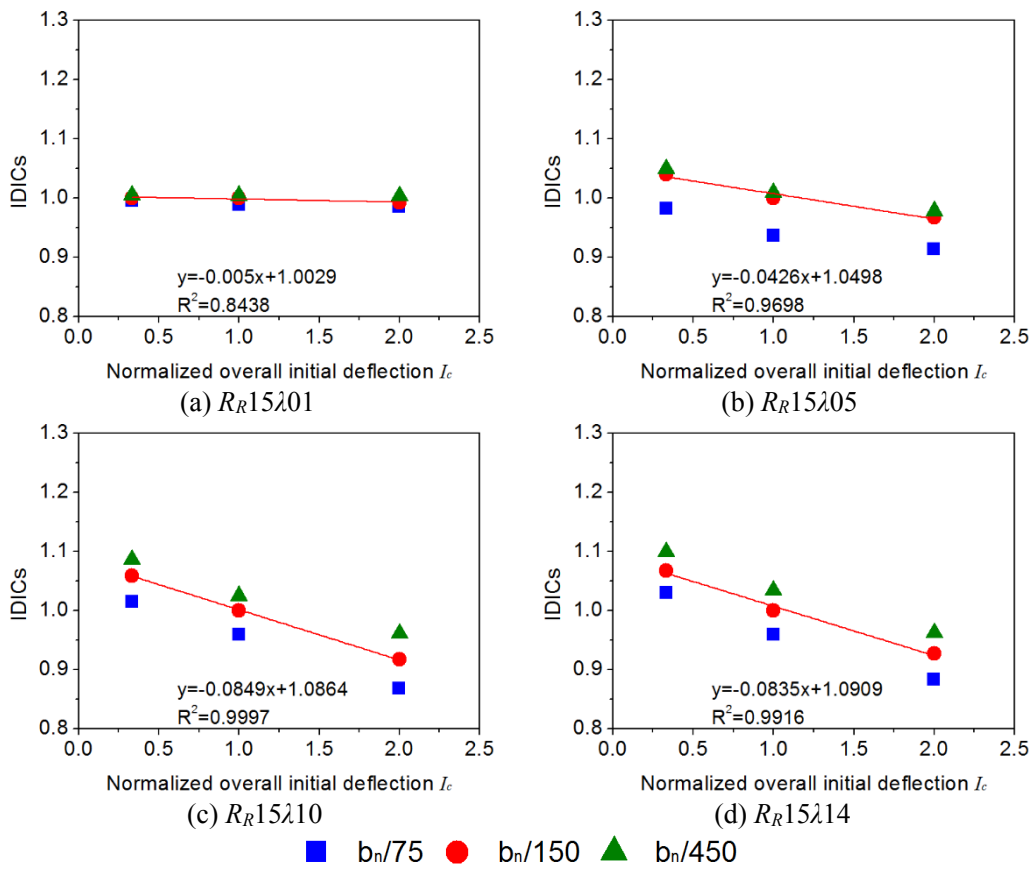 1.3
1.2
1.1
1.0
0.9
0.8
IDICs
y=-0.005x+1.0029
R²=0.8438
0.0 0.5 1.0 1.5 2.0 2.5
Normalized overall initial deflection Ic
(a) RR15λ01
1.3
1.2
1.1
1.0
0.9
0.8
IDICs
y=-0.0426x+1.0498
R²=0.9698
0.0 0.5 1.0 1.5 2.0 2.5
Normalized overall initial deflection Ic
(b) RR15λ05
1.3
1.2
1.1
1.0
0.9
0.8
IDICs
y=-0.0849x+1.0864
R²=0.9997
0.0 0.5 1.0 1.5 2.0 2.5
Normalized overall initial deflection Ic
(c) RR15λ10
1.3
1.2
1.1
1.0
0.9
0.8
IDICs
y=-0.0835x+1.0909
R²=0.9916
0.0 0.5 1.0 1.5 2.0 2.5
Normalized overall initial deflection Ic
(d) RR15λ14
bn/75 bn/150 bn/450